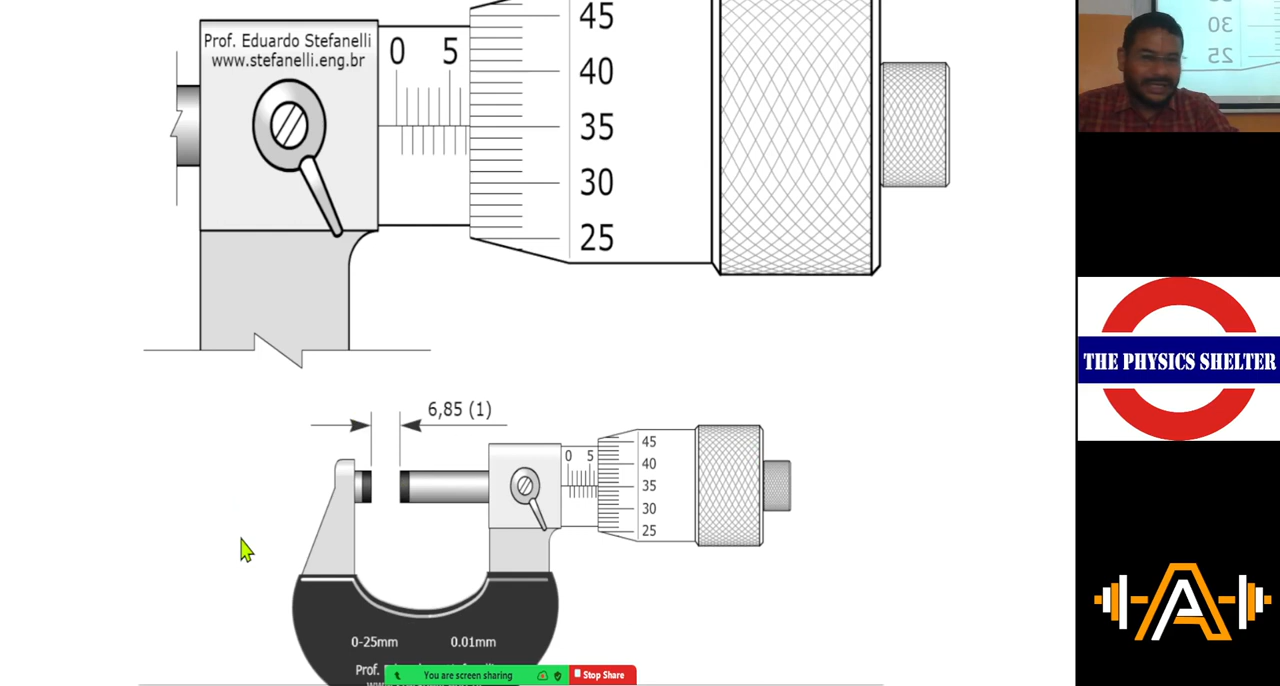 Prof. Eduardo Stefanelli
www.stefanelli.eng.br
0 5
45
40
35
30
25
30
25
THE PHYSICS SHELTER
6,85 (1)
0 5
45
40
35
30
25
0-25mm 0.01mm
Prof.
You are screen sharing
Stop Share
A